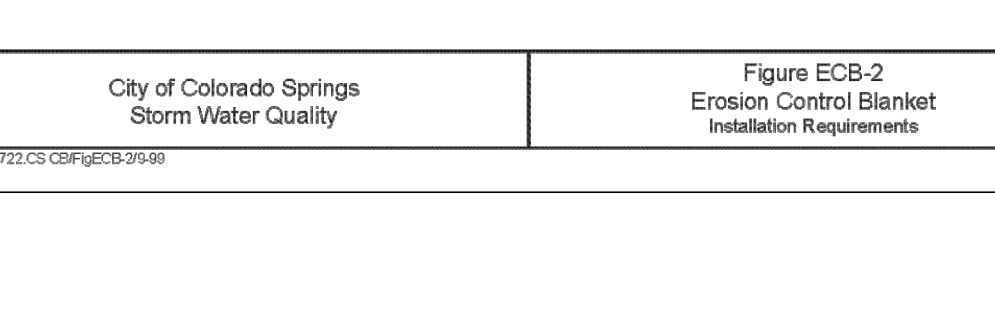 City of Colorado Springs
Storm Water Quality
Figure ECB-2
Erosion Control Blanket
Installation Requirements
722.CS CB/FigECB-2/9-99